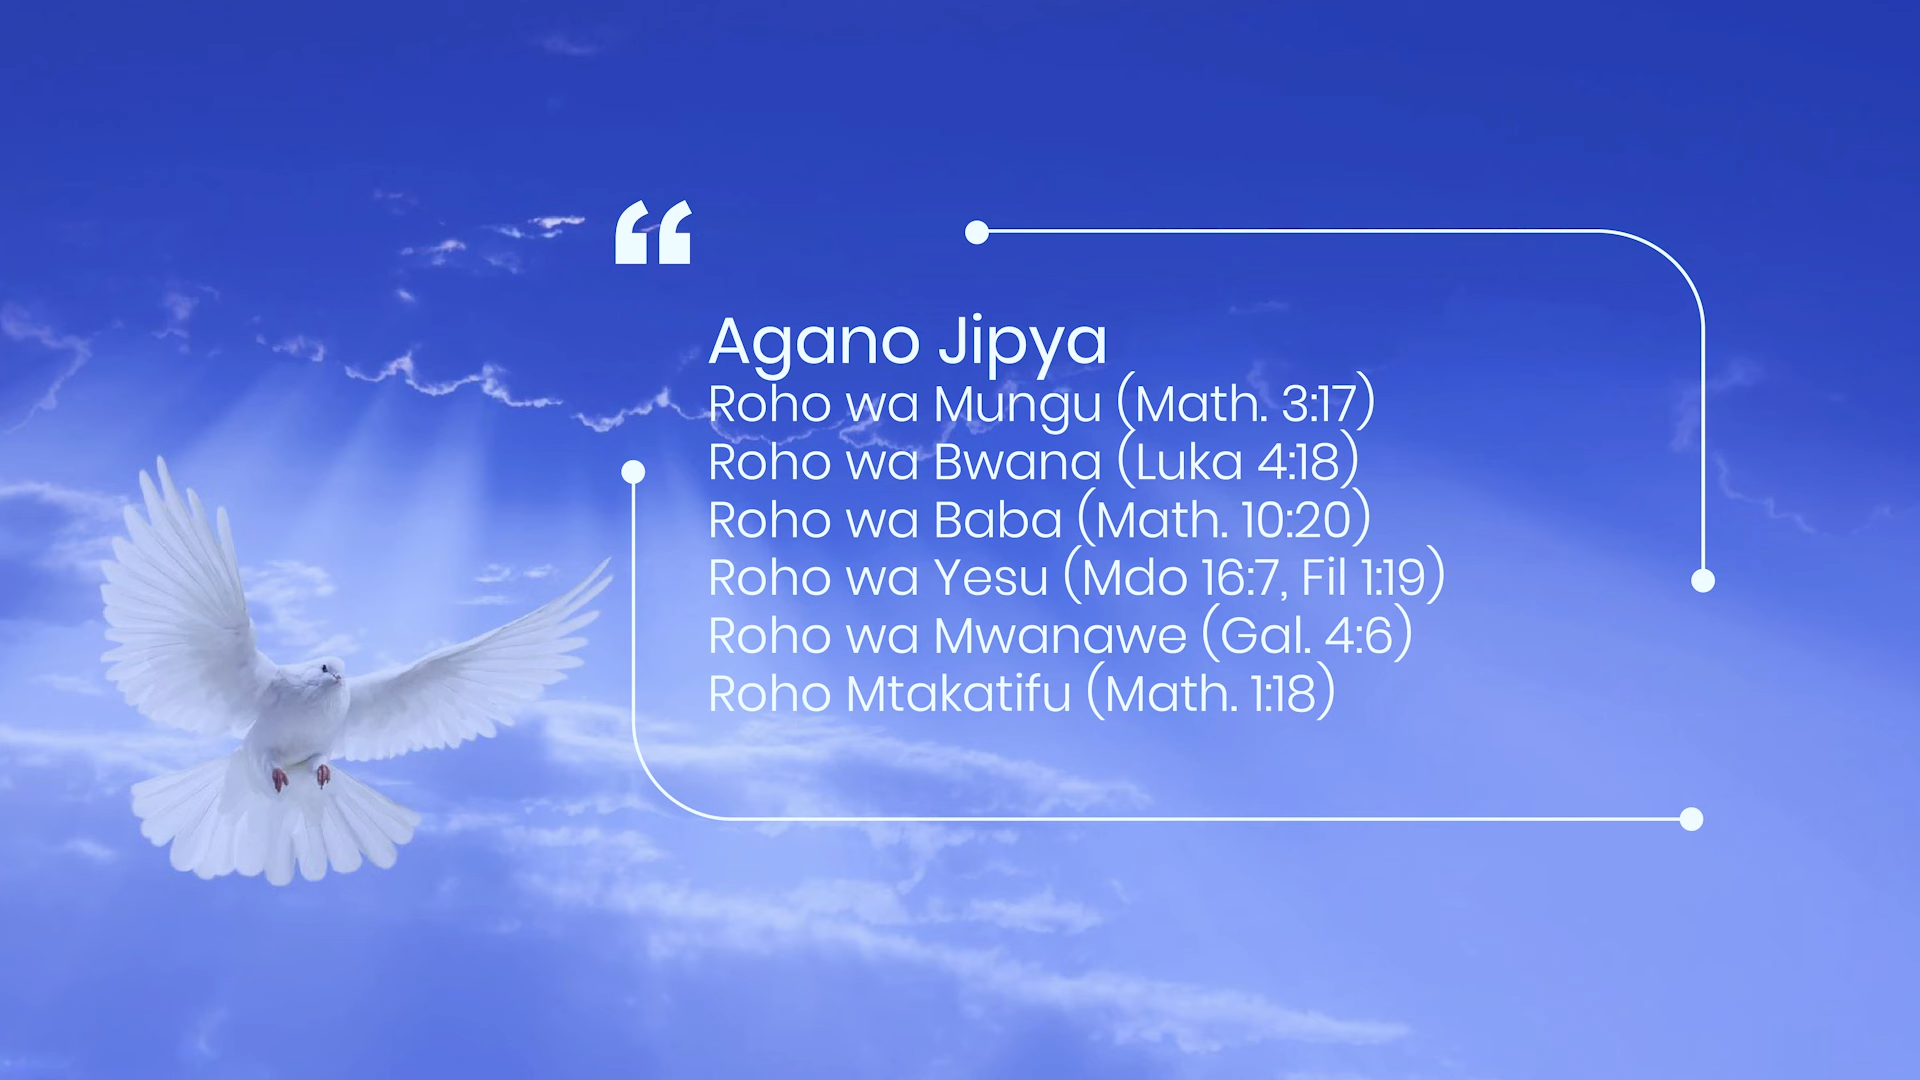 “
Agano Jipya
Roho wa Mungu (Math. 3:17)
Roho wa Bwana (Luka 4:18)
Roho wa Baba (Math. 10:20)
Roho wa Yesu (Mdo 16:7, Fil 1:19)
Roho wa Mwanawe (Gal. 4:6)
Roho Mtakatifu (Math. 1:18)